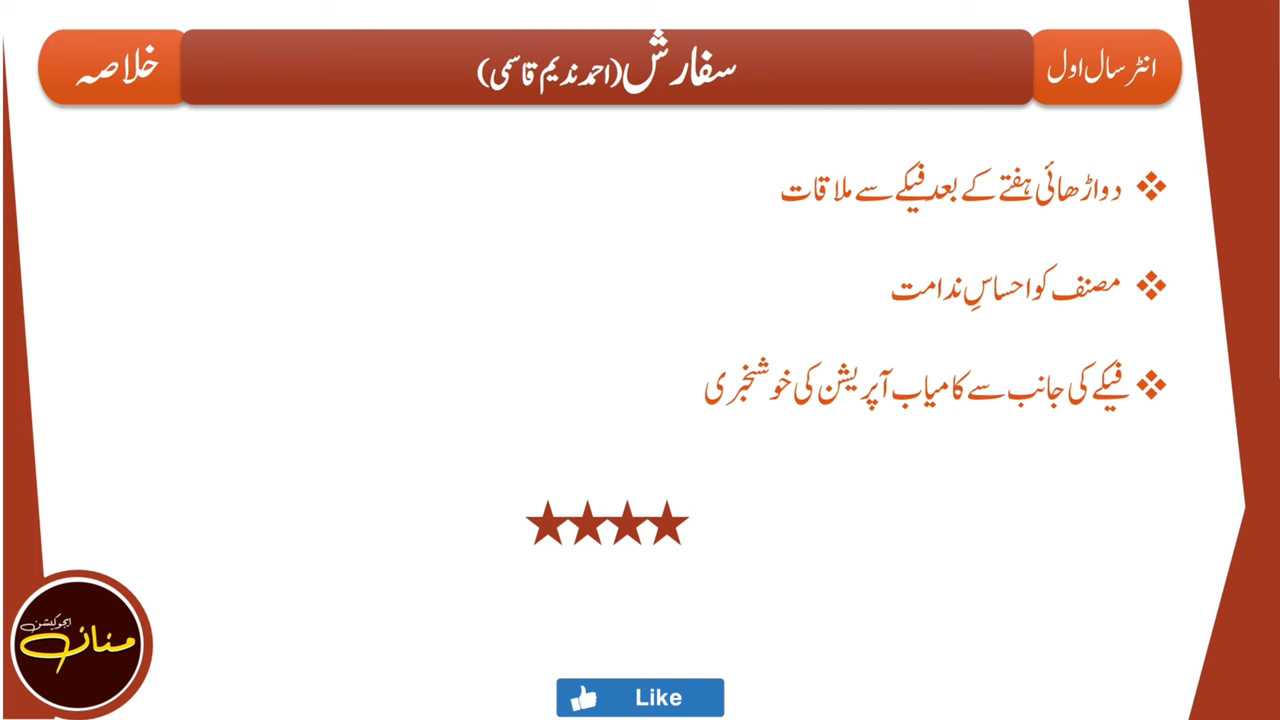 انٹر سال اول
سفارش (احمد ندیم قاسمی)
خلاصہ
دو اڑھائی ہفتے کے بعد فیکے سے ملاقات
مصنف کو احساسِ ندامت
فیکے کی جانب سے کامیاب آپریشن کی خوشخبری
ایجوکیشن
منان
Like